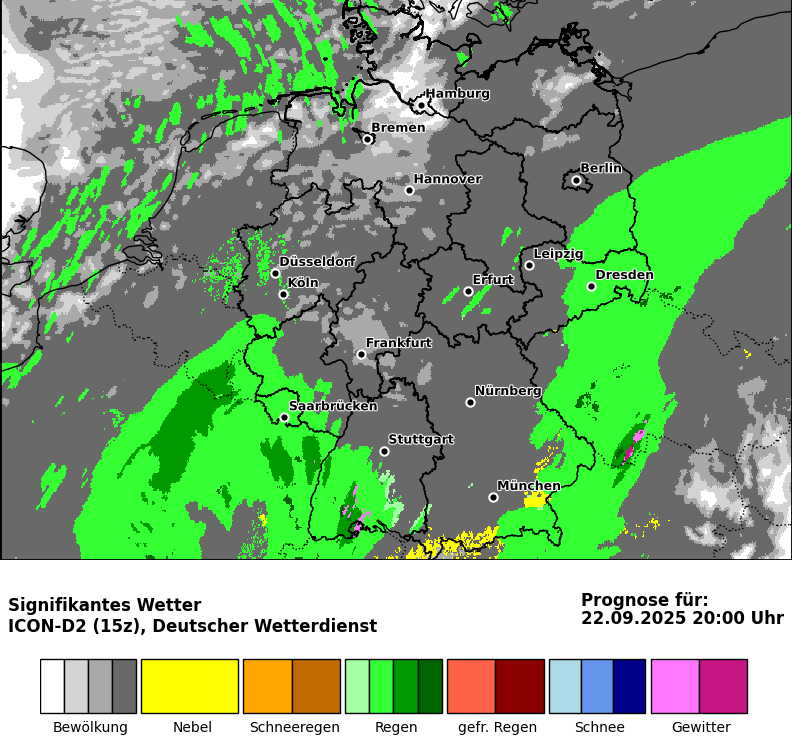 Hamburg
Bremen
Berlin
Hannover
Leipzig
Düsseldorf
Dresden
Köln
Erfurt
Frankfurt
Nürnberg
Saarbrücken
Stuttgart
München
Signifikantes Wetter
ICON-D2 (15z), Deutscher Wetterdienst
Prognose für:
22.09.2025 20:00 Uhr
Bewölkung Nebel Schneeregen Regen gefr. Regen Schnee Gewitter